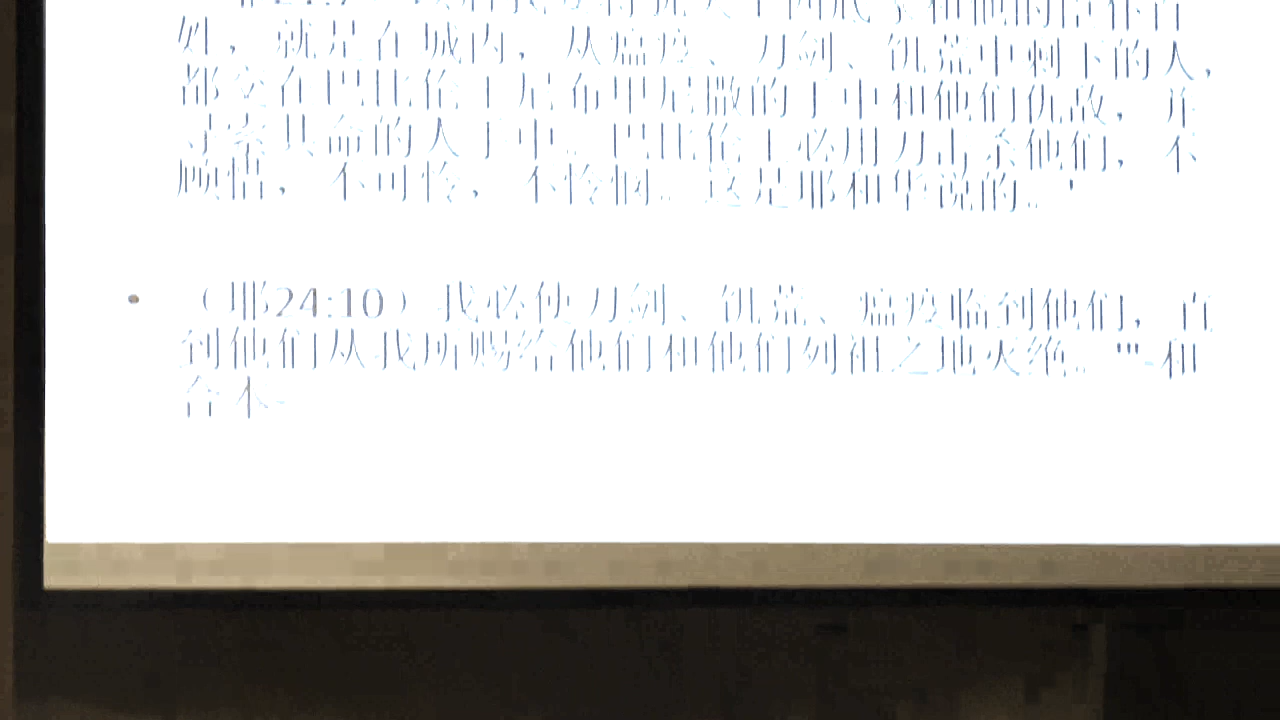 姓，就是在城内，从瘟疫、刀剑、饥荒中剩下的人，
都交在巴比伦王尼布甲尼撒的手中和他们仇敌，并
寻索其命的人手中。巴比伦王必用刀击杀他们，不
顾惜，不可怜，不怜悯。这是耶和华说的。'
• （耶24:10）我必使刀剑、饥荒、瘟疫临到他们，直
到他们从我所赐给他们和他们列祖之地灭绝。"'-和
合本-